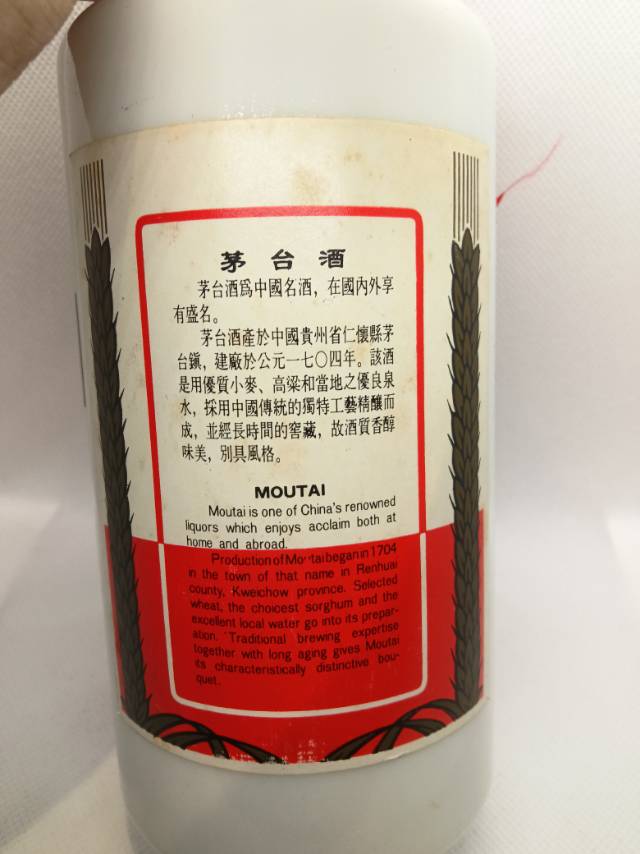 茅台酒
茅台酒爲中國名酒，在國內外享
有盛名。
茅台酒產於中國貴州省仁懷縣茅
台鎭，建廠於公元一七〇四年。該酒
是用優質小麥、高梁和當地之優良泉
水，採用中國傳統的獨特工藝精釀而
成，並經長時間的窖藏，故酒質香醇
味美，別具風格。
MOUTAI
Moutai is one of China's renowned
liquors which enjoys acclaim both at
home and abroad.
Production of Moutai began in 1704
in the town of that name in Renhuai
county, Kweichow province. Selected
wheat, the choicest sorghum and the
excellent local water go into its prepar-
ation. Traditional brewing expertise
together with long aging gives Moutai
its characteristically distinctive bou-
quet.